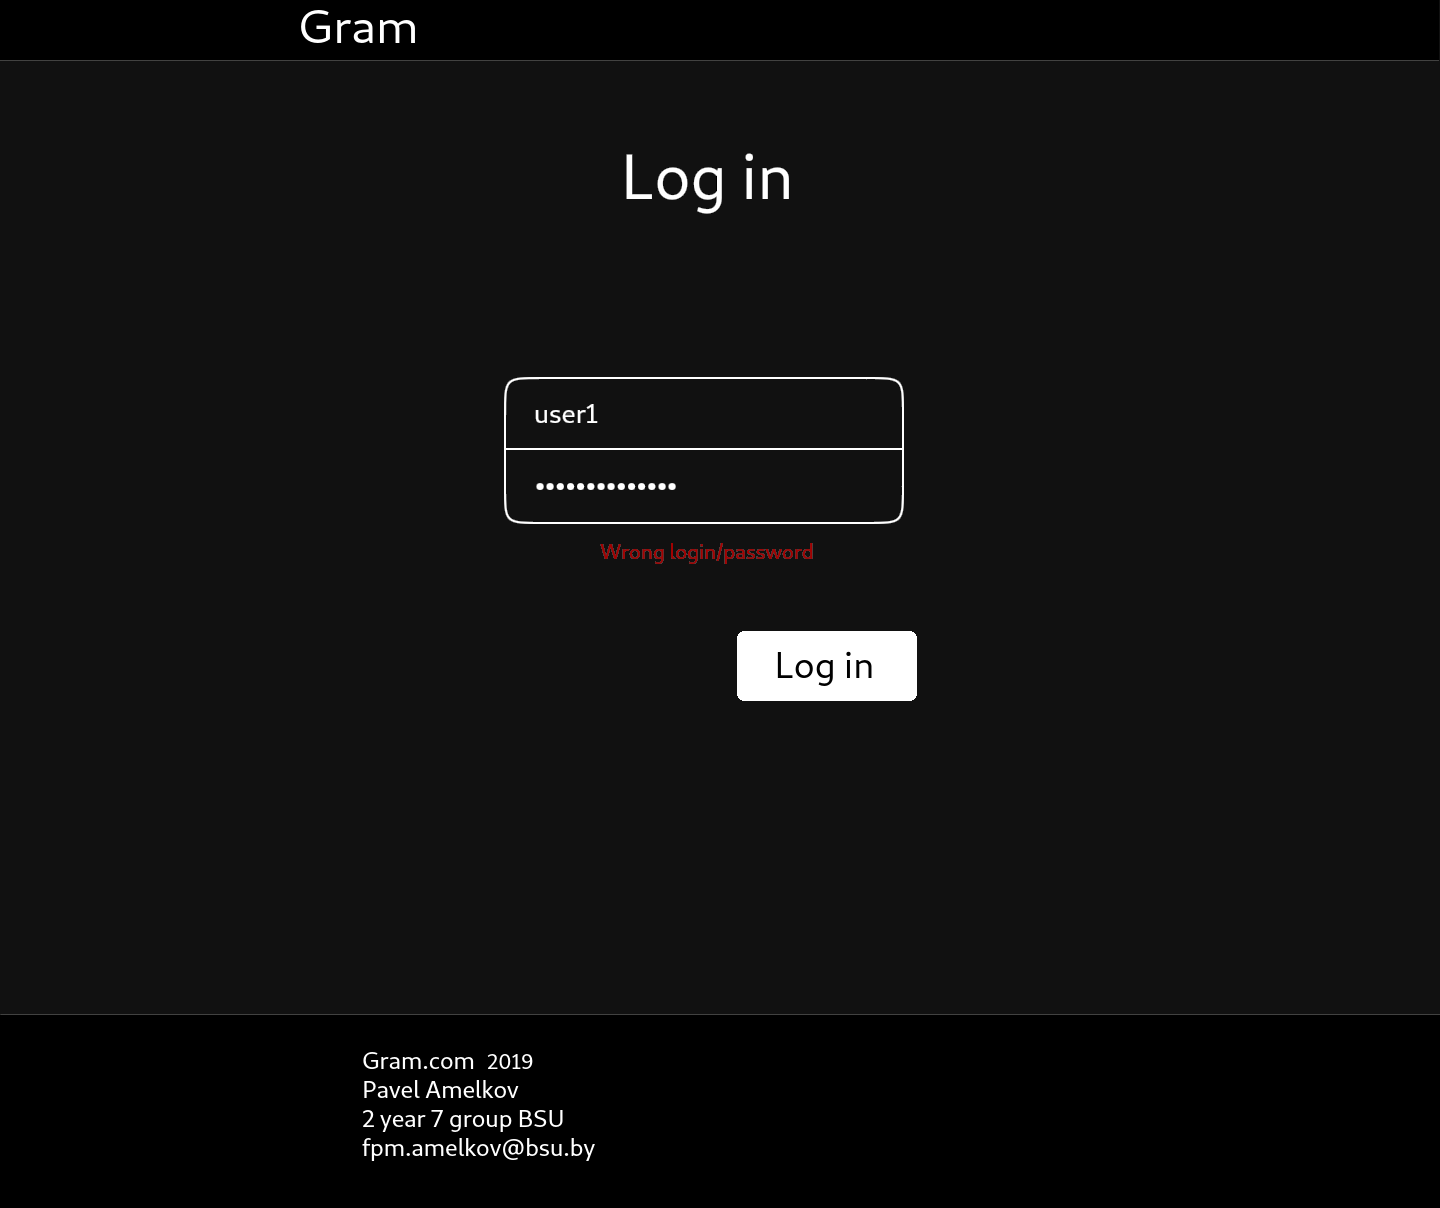 Gram
Log in
user1
••••••••••••••
Wrong login/password
Log in
Gram.com 2019
Pavel Amelkov
2 year 7 group BSU
fpm.amelkov@bsu.by